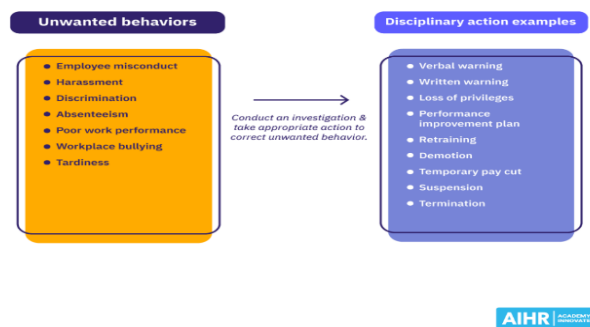 Unwanted behaviors
Employee misconduct
Harassment
Discrimination
Absenteeism
Poor work performance
Workplace bullying
Tardiness
Conduct an investigation &
take appropriate action to
correct unwanted behavior.
Disciplinary action examples
Verbal warning
Written warning
Loss of privileges
Performance
improvement plan
Retraining
Demotion
Temporary pay cut
Suspension
Termination
AIHR